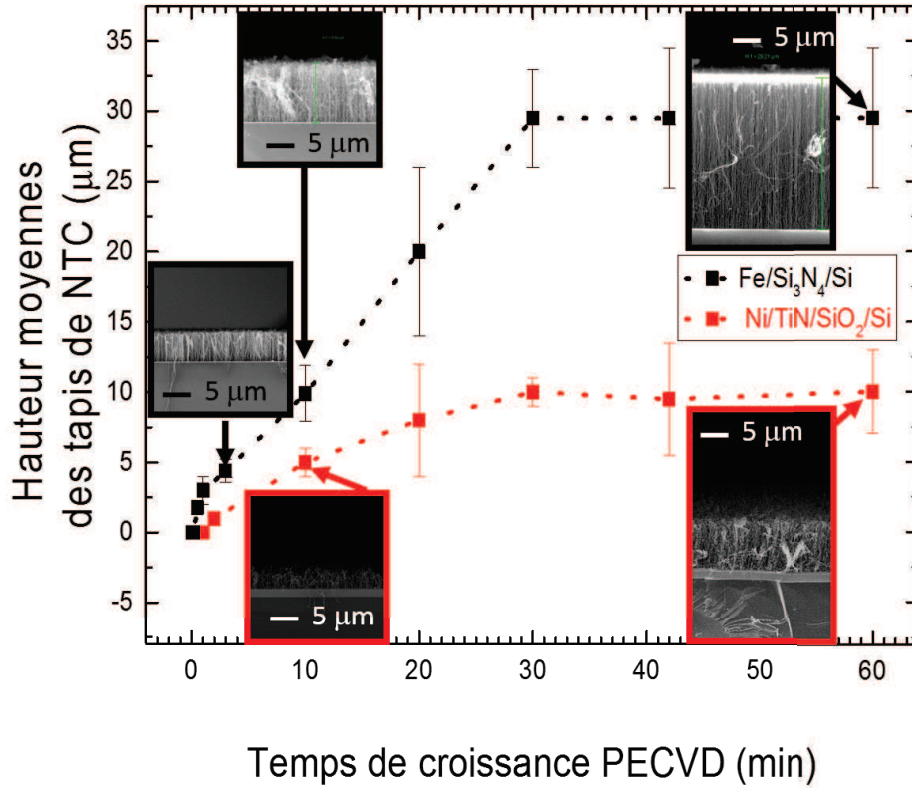 35
30
25
20
15
10
5
0
-5
Hauteur moyennes
des tapis de NTC (µm)
5 µm
5 µm
5 µm
5 µm
5 µm
Fe/Si₃N₄/Si
Ni/TiN/SiO₂/Si
0 10 20 30 40 50 60
Temps de croissance PECVD (min)